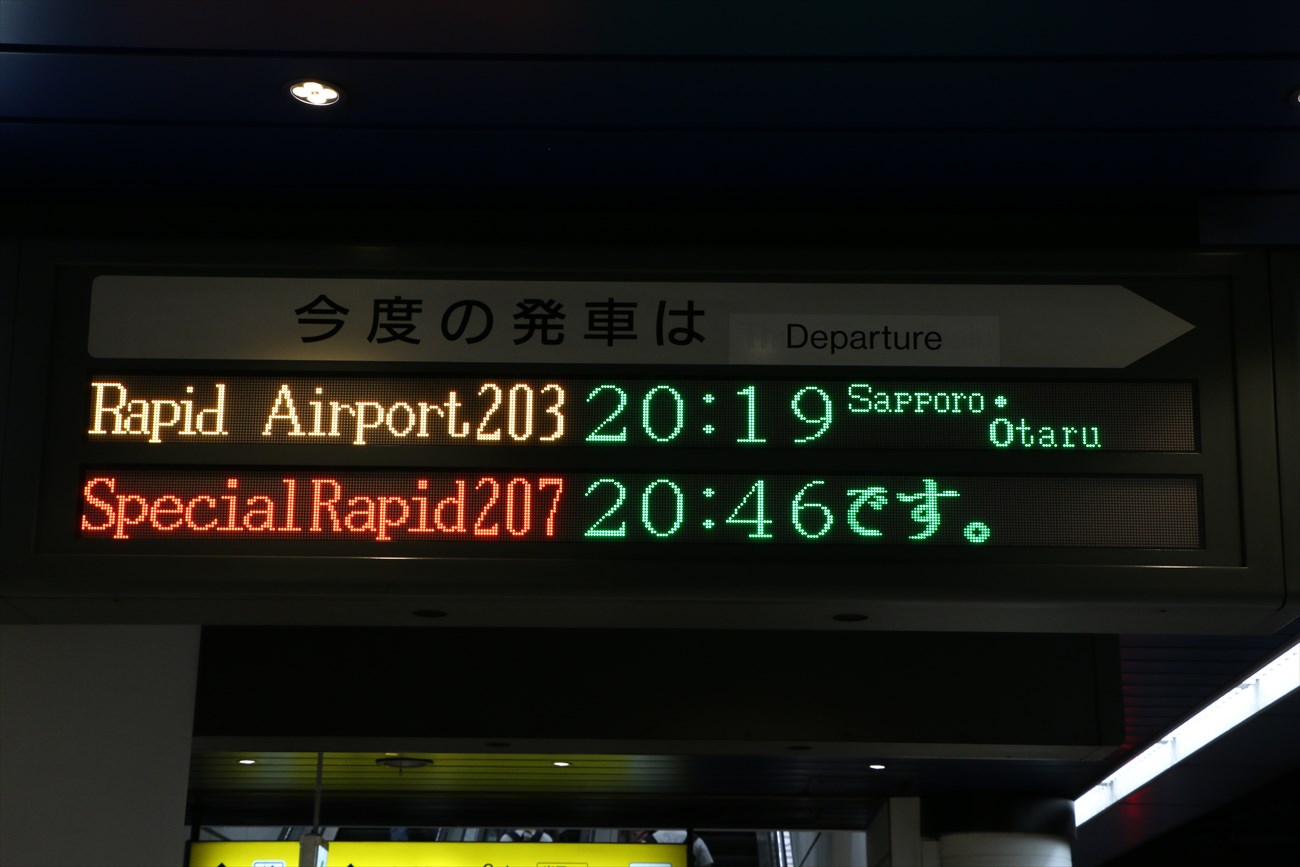 今度の発車は Departure
Rapid Airport203 20:19 Sapporo・
Otaru
SpecialRapid207 20:46です。